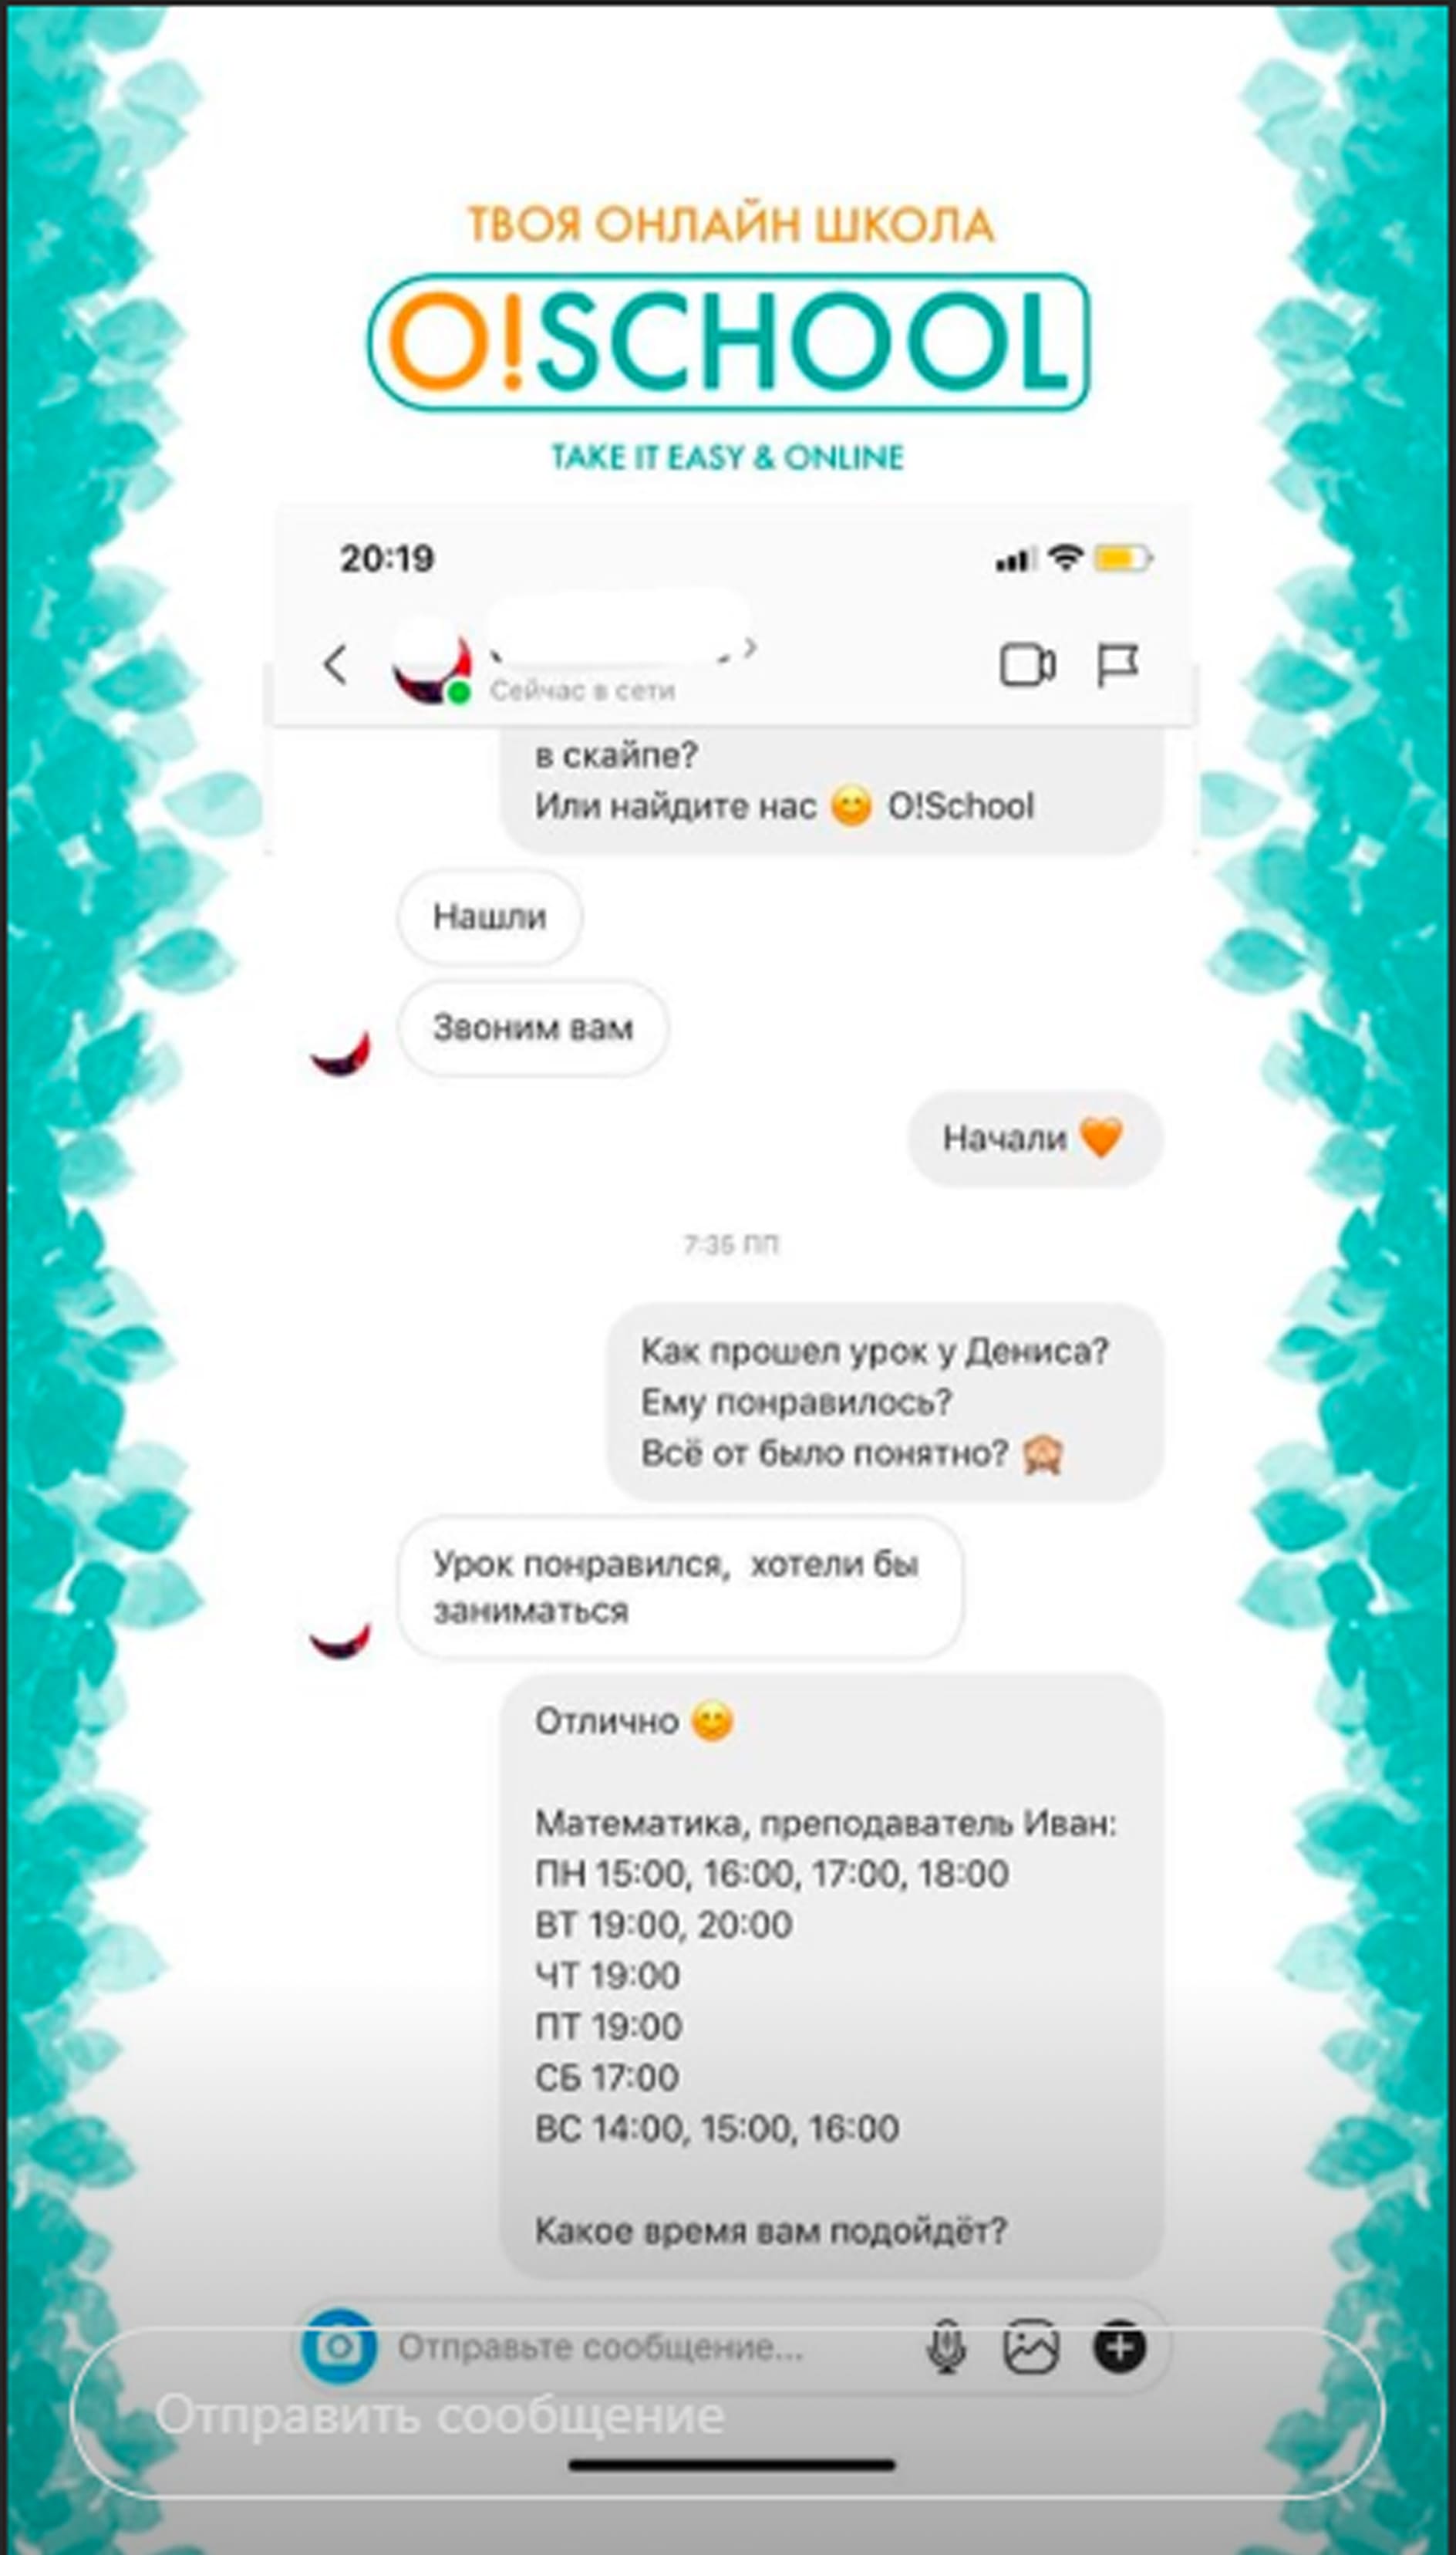 ТВОЯ ОНЛАЙН ШКОЛА
O!SCHOOL
TAKE IT EASY & ONLINE
20:19
Сейчас в сети
в скайпе?
Или найдите нас 😊 O!School
Нашли
Звоним вам
Начали 🧡
7:35 ПП
Как прошел урок у Дениса?
Ему понравилось?
Всё от было понятно? 🙈
Урок понравился, хотели бы
заниматься
Отлично 😊
Математика, преподаватель Иван:
ПН 15:00, 16:00, 17:00, 18:00
ВТ 19:00, 20:00
ЧТ 19:00
ПТ 19:00
СБ 17:00
ВС 14:00, 15:00, 16:00
Какое время вам подойдёт?
Отправьте сообщение...
Отправить сообщение